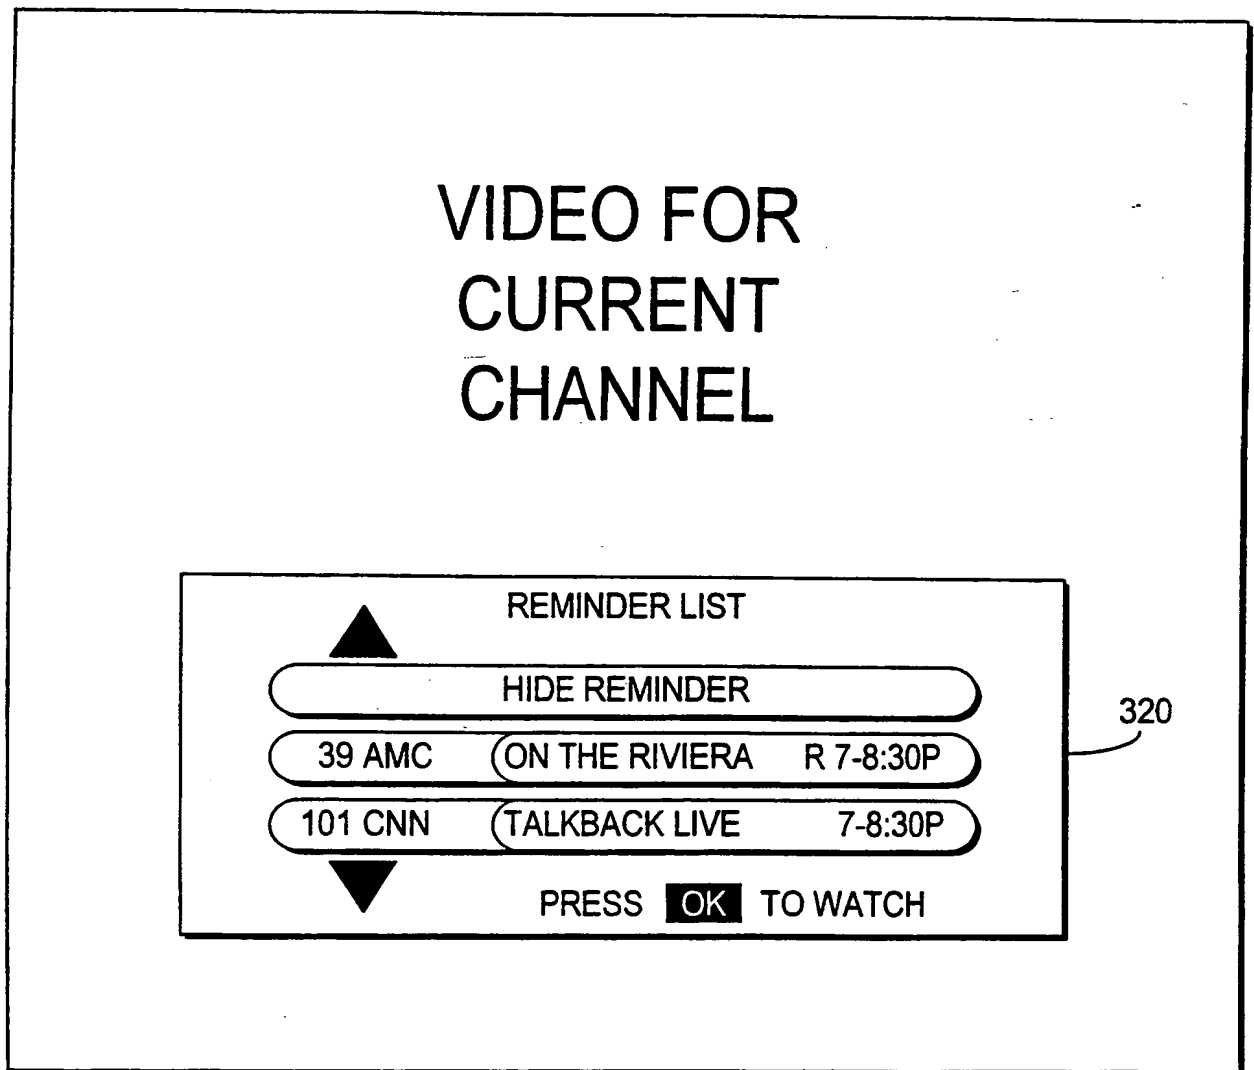 VIDEO FOR
CURRENT
CHANNEL
REMINDER LIST
HIDE REMINDER
39 AMC ON THE RIVIERA R 7-8:30P
101 CNN TALKBACK LIVE 7-8:30P
PRESS OK TO WATCH
320